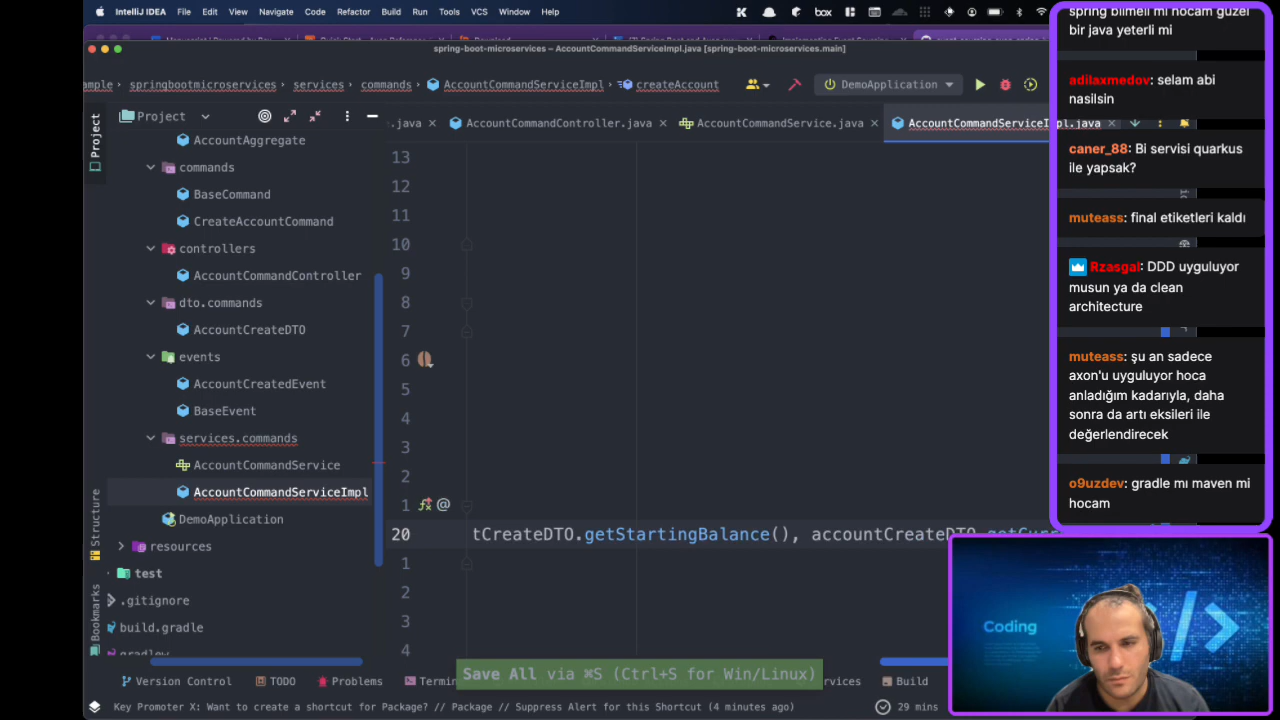 IntelliJ IDEA File Edit View Navigate Code Refactor Build Run Tools VCS Window Help box
spring-boot-microservices – AccountCommandServiceImpl.java [spring-boot-microservices.main]
ample springbootmicroservices services commands AccountCommandServiceImpl createAccount DemoApplication
Project .java AccountCommandController.java AccountCommandService.java AccountCommandServiceImpl.java
Project
AccountAggregate
commands
BaseCommand
CreateAccountCommand
controllers
AccountCommandController
dto.commands
AccountCreateDTO
events
AccountCreatedEvent
BaseEvent
services.commands
AccountCommandService
AccountCommandServiceImpl
DemoApplication
resources
test
.gitignore
build.gradle
gradlew
Structure
Bookmarks
13
12
11
10
9
8
7
6
5
4
3
2
1
20 tCreateDTO.getStartingBalance(), accountCreateDTO.getCurr
1
2
3
4
Save All via ⌘S (Ctrl+S for Win/Linux)
Version Control TODO Problems Termin rvices Build
Key Promoter X: Want to create a shortcut for Package? // Package // Suppress Alert for this Shortcut (4 minutes ago) 29 mins
spring bilmeli mi hocam güzel
bir java yeterli mi
adilaxmedov: selam abi
nasilsin
caner_88: Bi servisi quarkus
ile yapsak?
muteass: final etiketleri kaldı
Rzasgal: DDD uyguluyor
musun ya da clean
architecture
muteass: şu an sadece
axon'u uyguluyor hoca
anladığım kadarıyla, daha
sonra da artı eksileri ile
değerlendirecek
o9uzdev: gradle mı maven mi
hocam
Coding </>